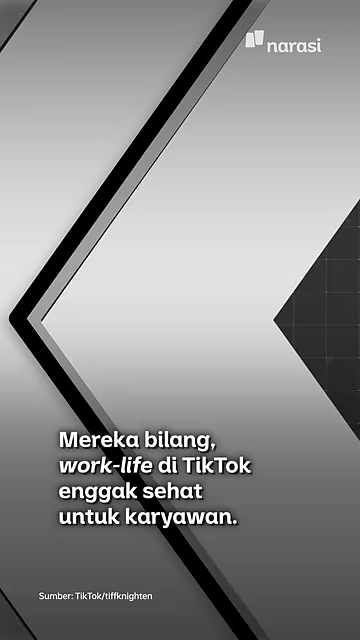 narasi
Mereka bilang,
work-life di TikTok
enggak sehat
untuk karyawan.
Sumber: TikTok/tiffknighten